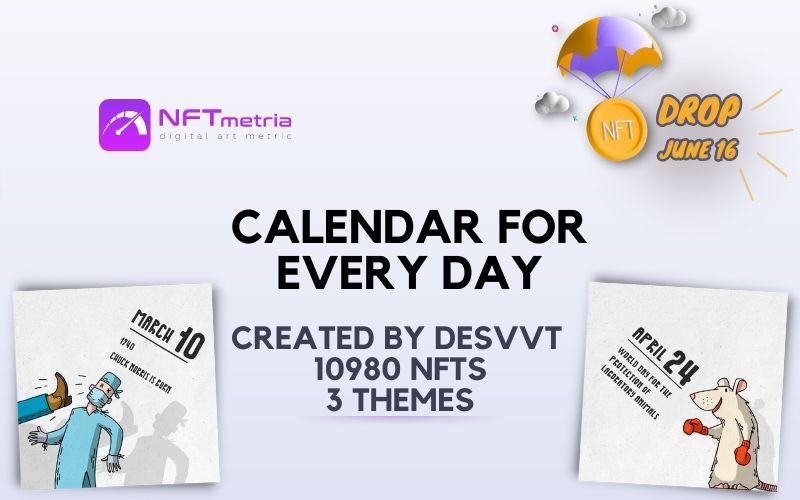 NFTmetria
digital art metric
NFT
DROP
JUNE 16
CALENDAR FOR
EVERY DAY
CREATED BY DESVVT
10980 NFTS
3 THEMES
MARCH 10
1940
CHUCK NORRIS IS BORN
APRIL 24
WORLD DAY FOR THE
PROTECTION OF
LABORATORY ANIMALS